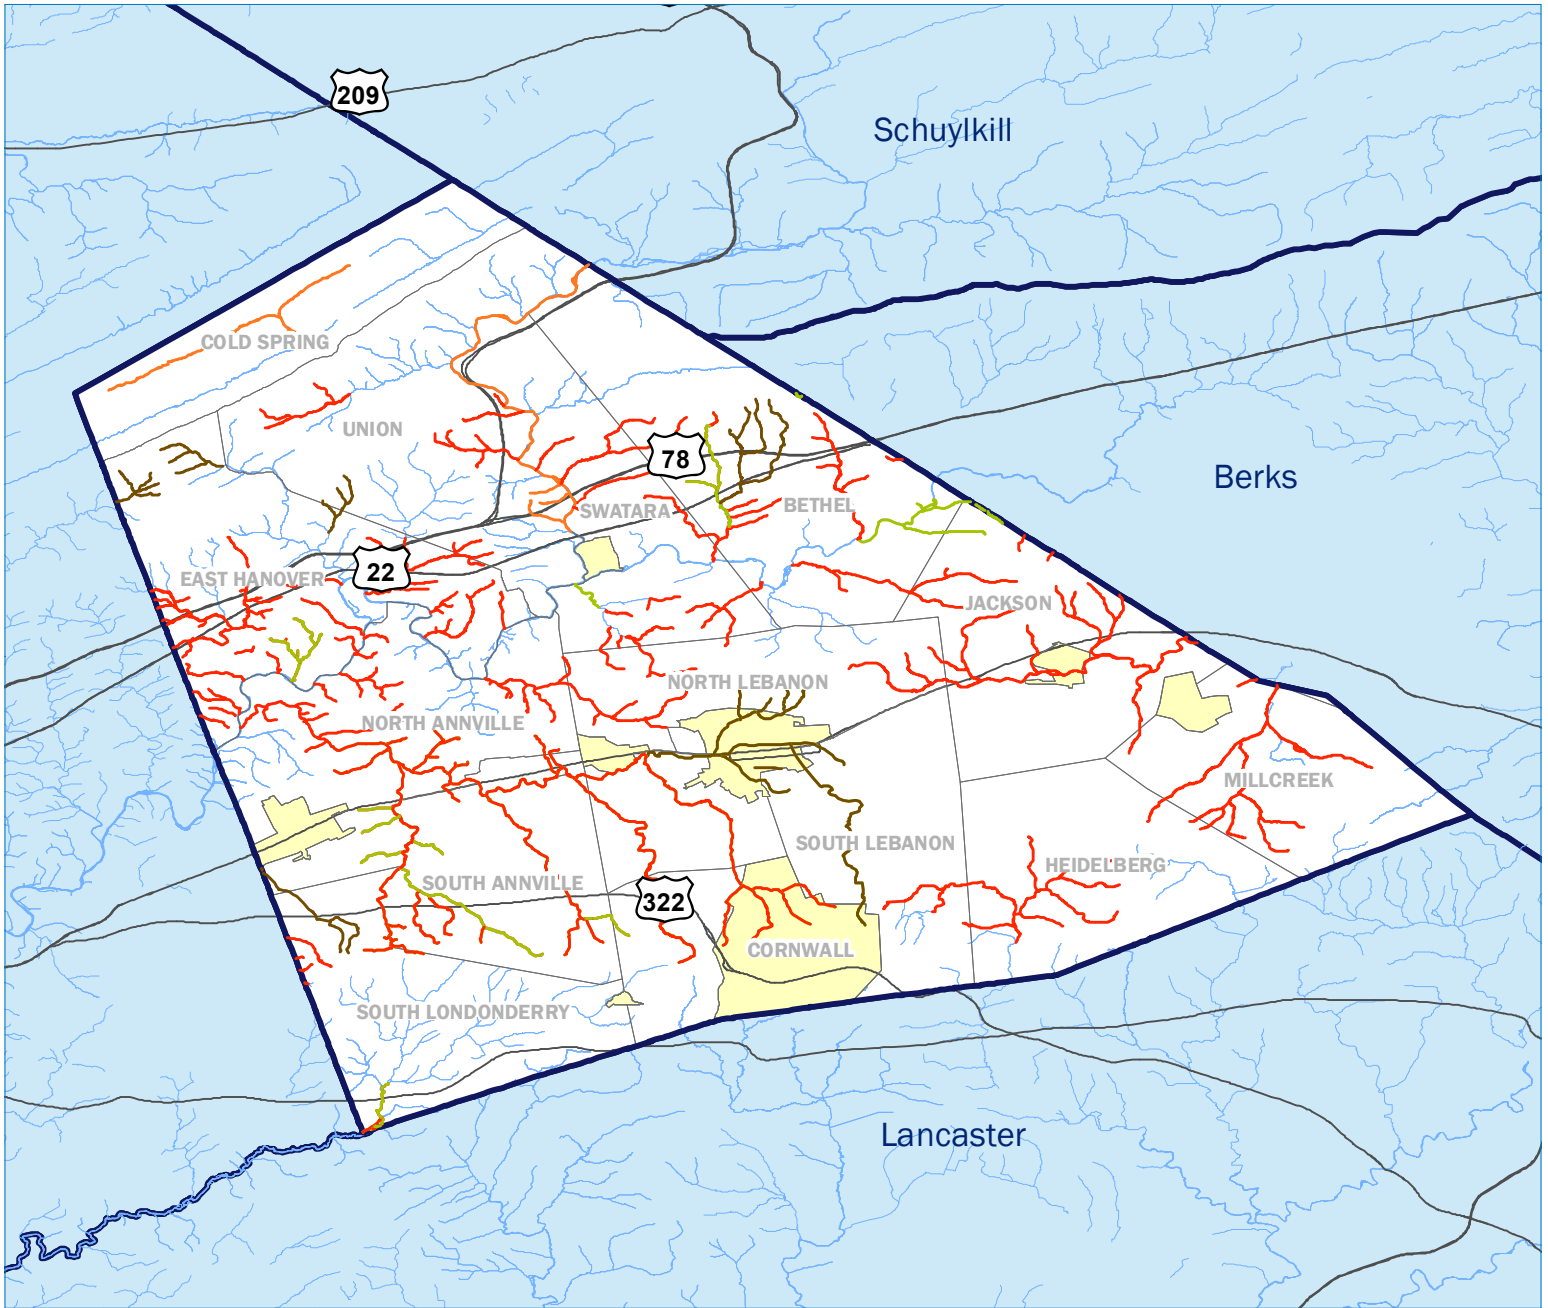 209
Schuylkill
COLD SPRING
UNION
78
Berks
SWATARA
BETHEL
22
EAST HANOVER
JACKSON
NORTH LEBANON
NORTH ANNVILLE
MILLCREEK
SOUTH LEBANON
HEIDELBERG
SOUTH ANNVILLE
322
CORNWALL
SOUTH LONDONDERRY
Lancaster